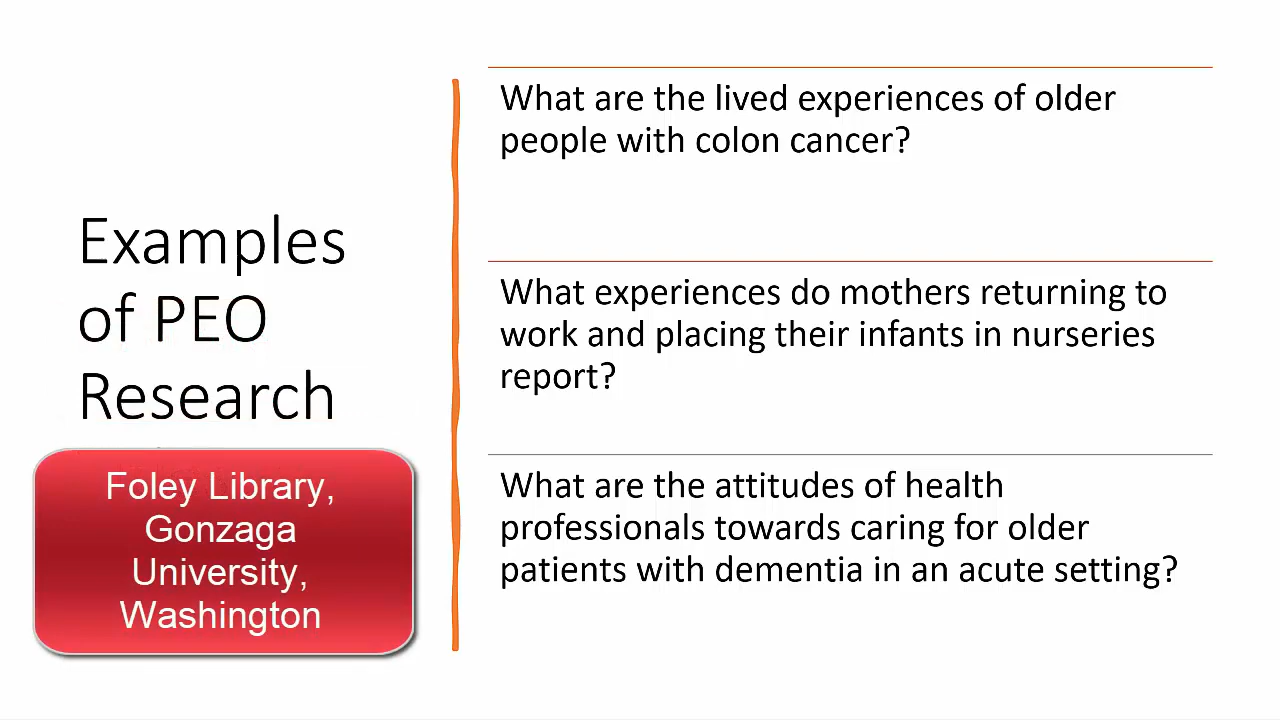 Examples
of PEO
Research
Foley Library,
Gonzaga
University,
Washington
What are the lived experiences of older
people with colon cancer?
What experiences do mothers returning to
work and placing their infants in nurseries
report?
What are the attitudes of health
professionals towards caring for older
patients with dementia in an acute setting?